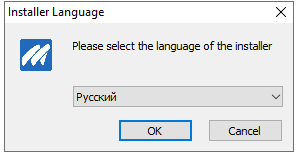 Installer Language
Please select the language of the installer
Русский
OK
Cancel